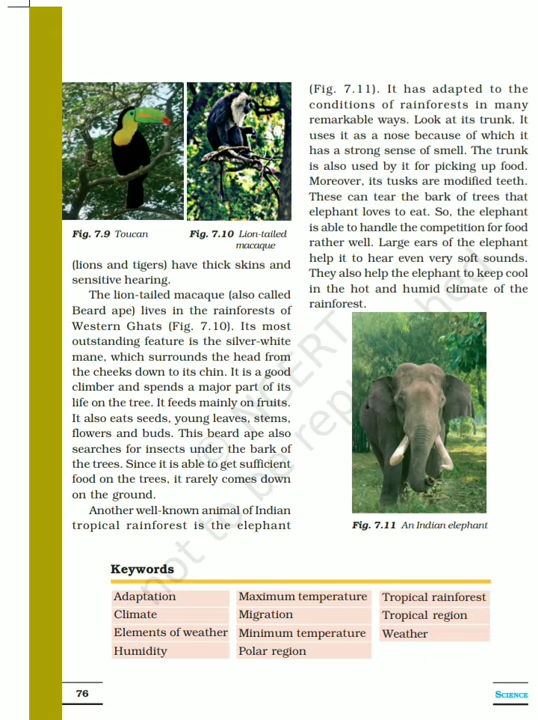 Fig. 7.9 Toucan
Fig. 7.10 Lion-tailed
macaque
(lions and tigers) have thick skins and
sensitive hearing.
The lion-tailed macaque (also called
Beard ape) lives in the rainforests of
Western Ghats (Fig. 7.10). Its most
outstanding feature is the silver-white
mane, which surrounds the head from
the cheeks down to its chin. It is a good
climber and spends a major part of its
life on the tree. It feeds mainly on fruits.
It also eats seeds, young leaves, stems,
flowers and buds. This beard ape also
searches for insects under the bark of
the trees. Since it is able to get sufficient
food on the trees, it rarely comes down
on the ground.
Another well-known animal of Indian
tropical rainforest is the elephant
(Fig. 7.11). It has adapted to the
conditions of rainforests in many
remarkable ways. Look at its trunk. It
uses it as a nose because of which it
has a strong sense of smell. The trunk
is also used by it for picking up food.
Moreover, its tusks are modified teeth.
These can tear the bark of trees that
elephant loves to eat. So, the elephant
is able to handle the competition for food
rather well. Large ears of the elephant
help it to hear even very soft sounds.
They also help the elephant to keep cool
in the hot and humid climate of the
rainforest.
Fig. 7.11 An Indian elephant
© NCERT
not to be republished
Keywords
Adaptation
Climate
Elements of weather
Humidity
Maximum temperature
Migration
Minimum temperature
Polar region
Tropical rainforest
Tropical region
Weather
76
SCIENCE